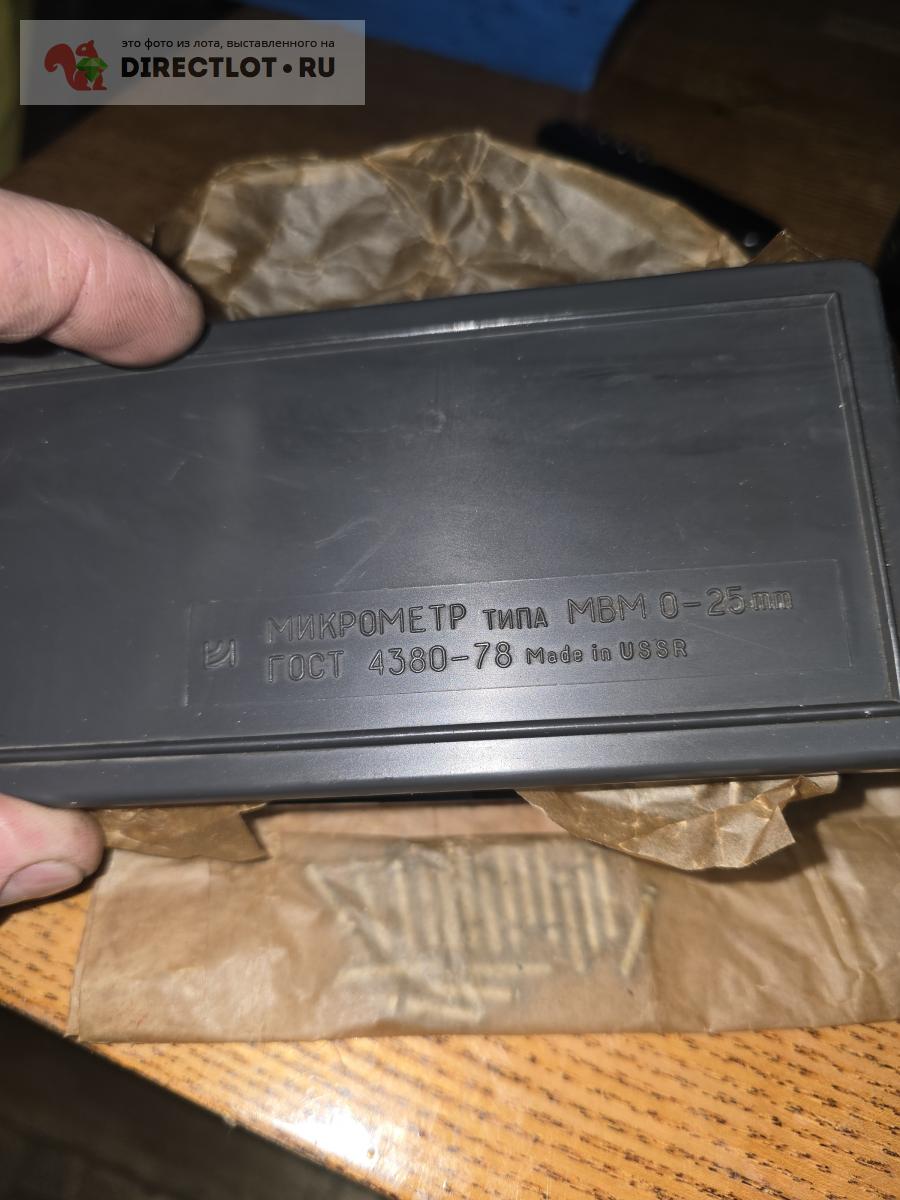 это фото из лота, выставленного на
DIRECTLOT•RU
МИКРОМЕТР ТИПА МВМ 0-25 mm
ГОСТ 4380-78 Made in USSR